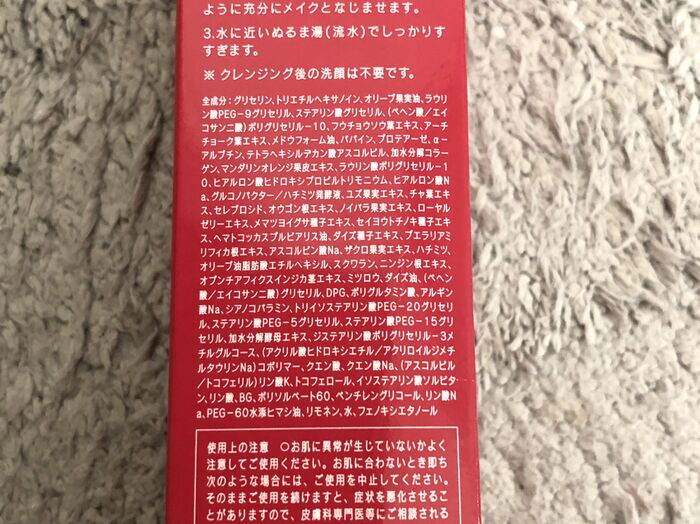 ように充分にメイクとなじませます。
3.水に近いぬるま湯(流水)でしっかりす
すぎます。
※ クレンジング後の洗顔は不要です。
全成分：グリセリン、トリエチルヘキサノイン、オリーブ果実油、ラウリ
ン酸PEG-9グリセリル、ステアリン酸グリセリル、(ベヘン酸／エイ
コサン二酸)ポリグリセリル-10、フウチョウソウ葉エキス、アーチ
チョーク葉エキス、メドウフォーム油、パパイン、プロテアーゼ、α-
アルブチン、テトラヘキシルデカン酸アスコルビル、加水分解コラー
ゲン、マンダリンオレンジ果皮エキス、ラウリン酸ポリグリセリル-1
0、ヒアルロン酸ヒドロキシプロピルトリモニウム、ヒアルロン酸N
a、グルコノバクター／ハチミツ発酵液、ユズ果実エキス、チャ葉エキ
ス、セレブロシド、オウゴン根エキス、ノイバラ果実エキス、ローヤル
ゼリーエキス、メマツヨイグサ種子エキス、セイヨウトチノキ種子エキ
ス、ヘマトコッカスプルビアリス油、ダイズ種子エキス、プエラリアミ
リフィカ根エキス、アスコルビン酸Na、ザクロ果実エキス、ハチミツ、
オリーブ油脂肪酸エチルヘキシル、スクワラン、ニンジン根エキス、
オプンチアフィクスインジカ茎エキス、ミツロウ、ダイズ油、(ベヘン
酸／エイコサン二酸)グリセリル、DPG、ポリグルタミン酸、アルギン
酸Na、シアノコバラミン、トリイソステアリン酸PEG-20グリセリ
ル、ステアリン酸PEG-5グリセリル、ステアリン酸PEG-15グリセ
リル、加水分解酵母エキス、ジステアリン酸ポリグリセリル-3メ
チルグルコース、(アクリル酸ヒドロキシエチル／アクリロイルジメチ
ルタウリンNa)コポリマー、クエン酸、クエン酸Na、(アスコルビル
／トコフェリル)リン酸K、トコフェロール、イソステアリン酸ソルビタ
ン、リン酸、BG、ポリソルベート60、ペンチレングリコール、リン酸N
a、PEG-60水添ヒマシ油、リモネン、水、フェノキシエタノール
使用上の注意 ○お肌に異常が生じていないかよく
注意してご使用ください。お肌に合わないとき即ち
次のような場合には、ご使用を中止してください。
そのままご使用を続けますと、症状を悪化させるこ
とがありますので、皮膚科専門医等にご相談される